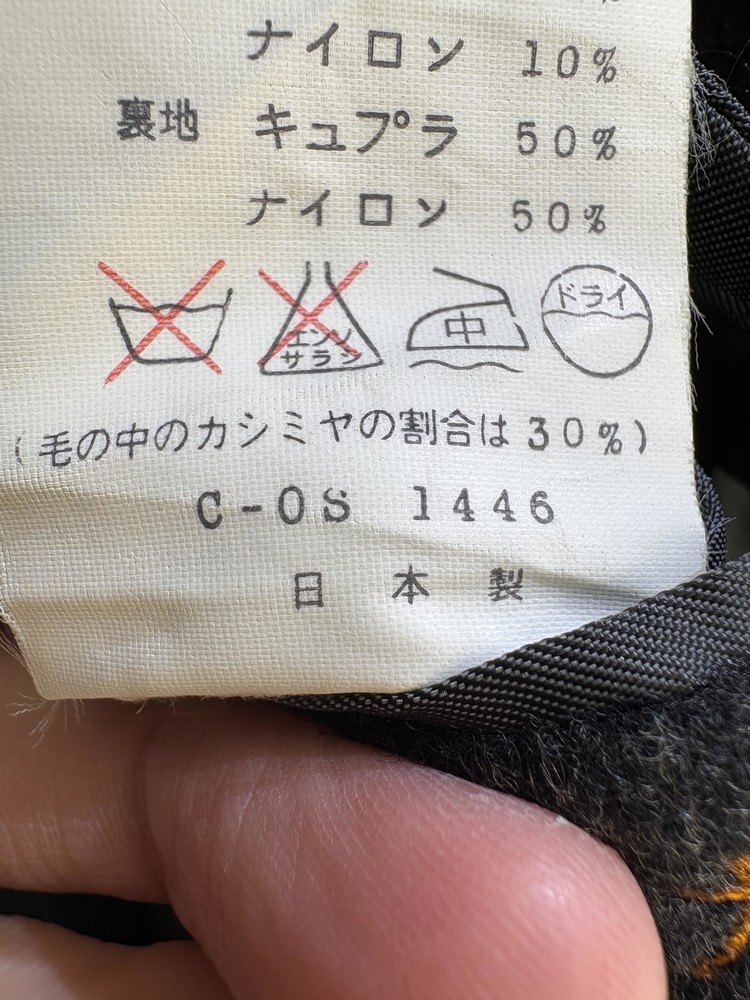 ナイロン 10%
裏地 キュプラ 50%
ナイロン 50%
エンソ
サラシ
中
ドライ
(毛の中のカシミヤの割合は30%)
C-OS 1446
日本製